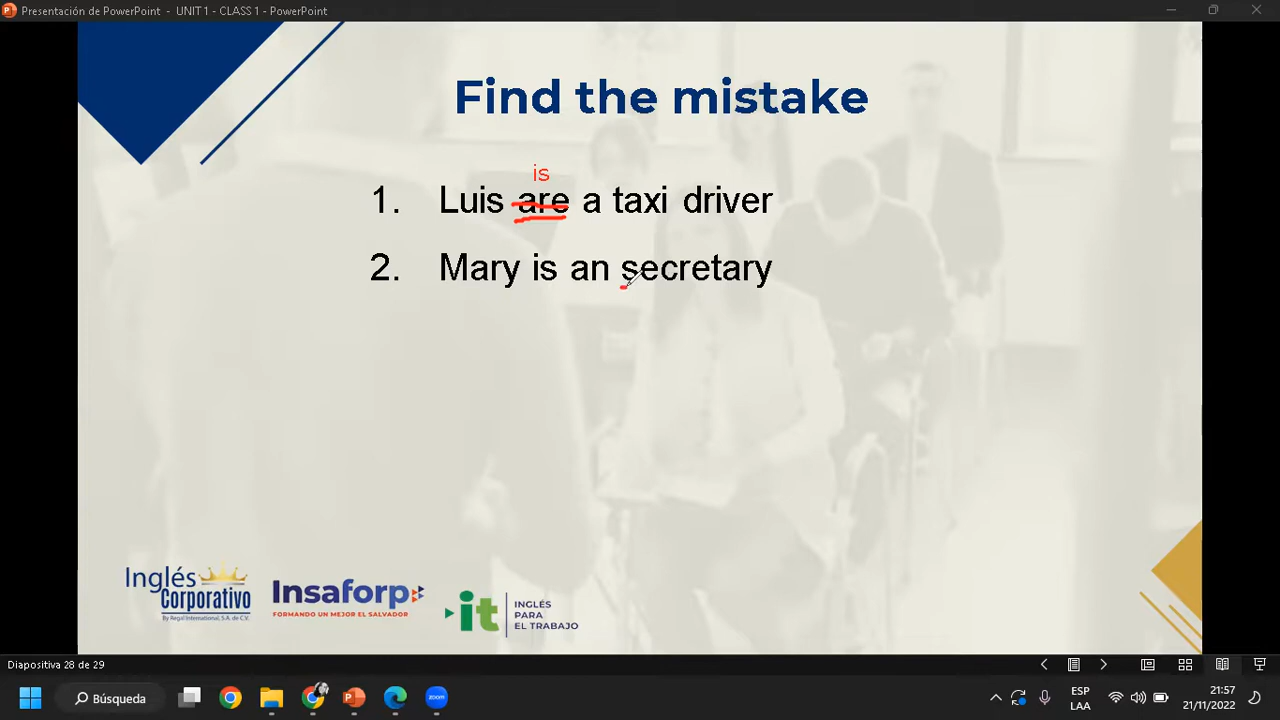 Presentación de PowerPoint - UNIT 1 - CLASS 1 - PowerPoint
Find the mistake
is
1. Luis are a taxi driver
2. Mary is an secretary
Inglés
Corporativo
By Regal International, S.A. de C.V.
Insaforp
FORMANDO UN MEJOR EL SALVADOR
it
INGLÉS
PARA
EL TRABAJO
Diapositiva 28 de 29
Búsqueda
zoom
ESP
LAA
21:57
21/11/2022